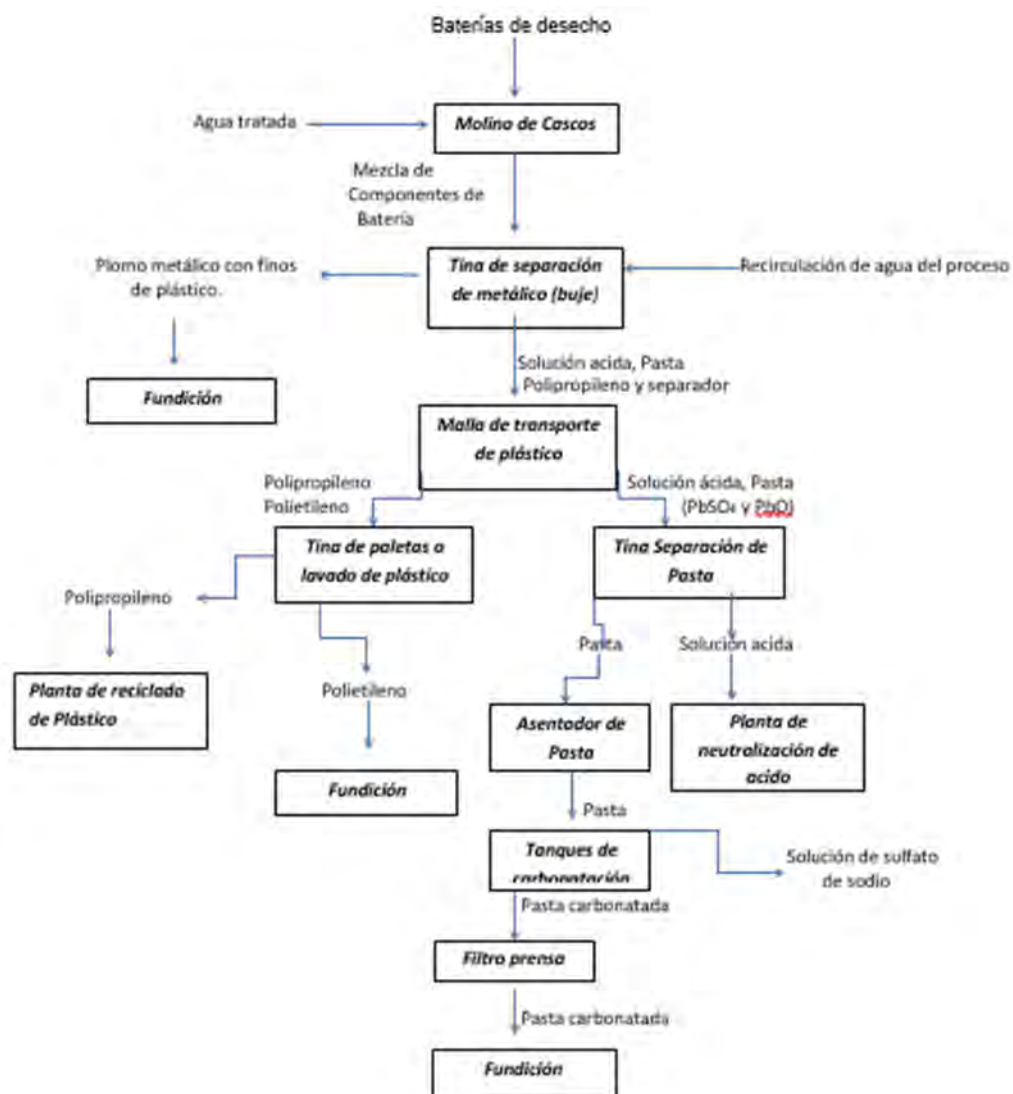 Baterías de desecho
Agua tratada
Molino de Cascos
Mezcla de
Componentes de
Batería
Plomo metálico con finos
de plástico.
Tina de separación
de metálico (buje)
Recirculación de agua del proceso
Fundición
Solución acida, Pasta
Polipropileno y separador
Malla de transporte
de plástico
Polipropileno
Polietileno
Solución ácida, Pasta
(PbSO₄ y PbO)
Tina de paletas o
lavado de plástico
Tina Separación de
Pasta
Polipropileno
Pasta
Solución acida
Planta de reciclado
de Plástico
Polietileno
Asentador de
Pasta
Planta de
neutralización de
acido
Fundición
Pasta
Tanques de
carbonatación
Solución de sulfato
de sodio
Pasta carbonatada
Filtro prensa
Pasta carbonatada
Fundición